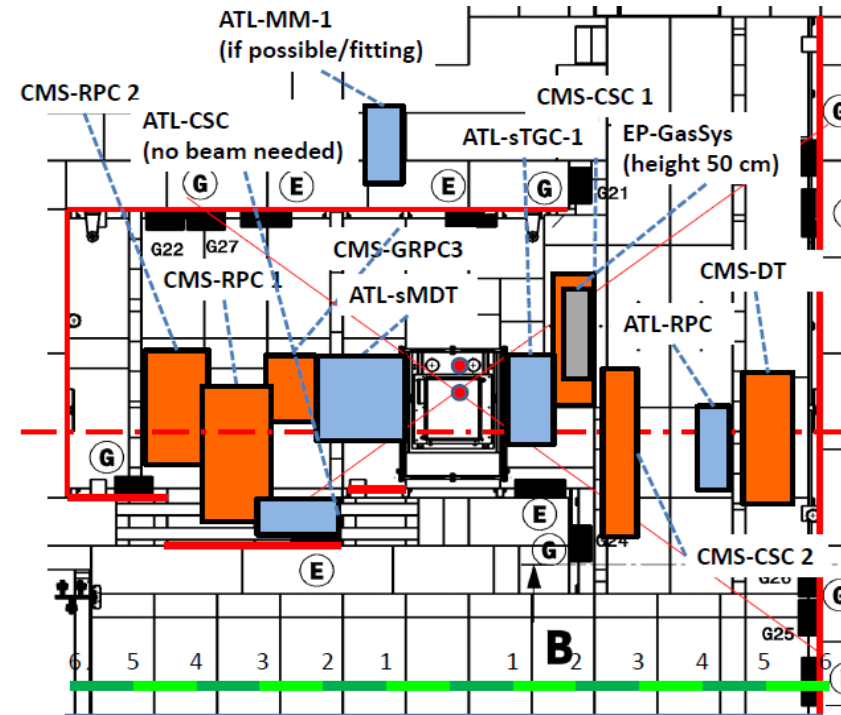 ATL-MM-1
(if possible/fitting)
CMS-RPC 2
ATL-CSC
(no beam needed)
CMS-CSC 1
ATL-sTGC-1
EP-GasSys
(height 50 cm)
G
E
E
G
G21
G
G22
G27
CMS-GRPC3
CMS-RPC 1
ATL-sMDT
CMS-DT
ATL-RPC
G
E
G
G24
E
CMS-CSC 2
G26
G
G25
B
6
5
4
3
2
1
1
2
3
4
5
6